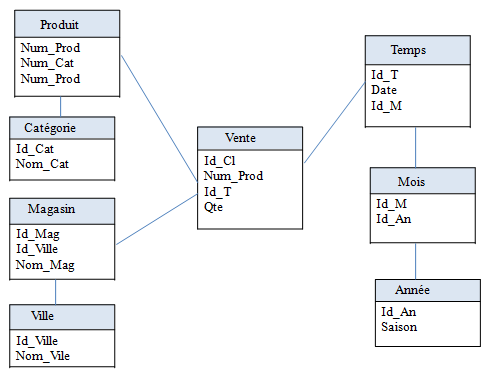 Produit
Num_Prod
Num_Cat
Num_Prod
Catégorie
Id_Cat
Nom_Cat
Magasin
Id_Mag
Id_Ville
Nom_Mag
Ville
Id_Ville
Nom_Vile
Vente
Id_Cl
Num_Prod
Id_T
Qte
Temps
Id_T
Date
Id_M
Mois
Id_M
Id_An
Année
Id_An
Saison